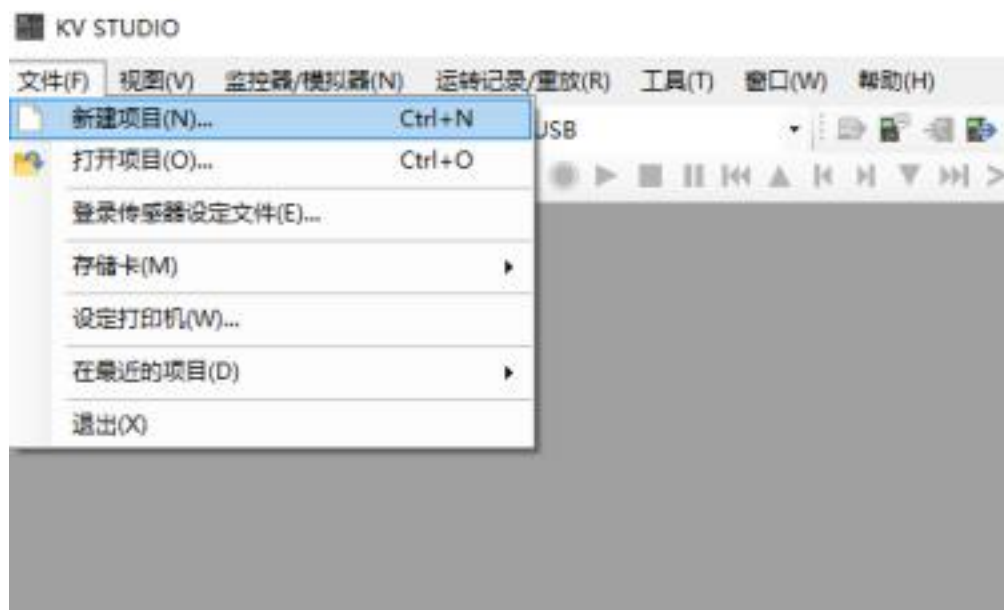 KV STUDIO
文件(F) 视图(V) 监控器/模拟器(N) 运转记录/重放(R) 工具(T) 窗口(W) 帮助(H)
新建项目(N)... Ctrl+N
USB
打开项目(O)... Ctrl+O
登录传感器设定文件(E)...
存储卡(M)
设定打印机(W)...
在最近的项目(D)
退出(X)